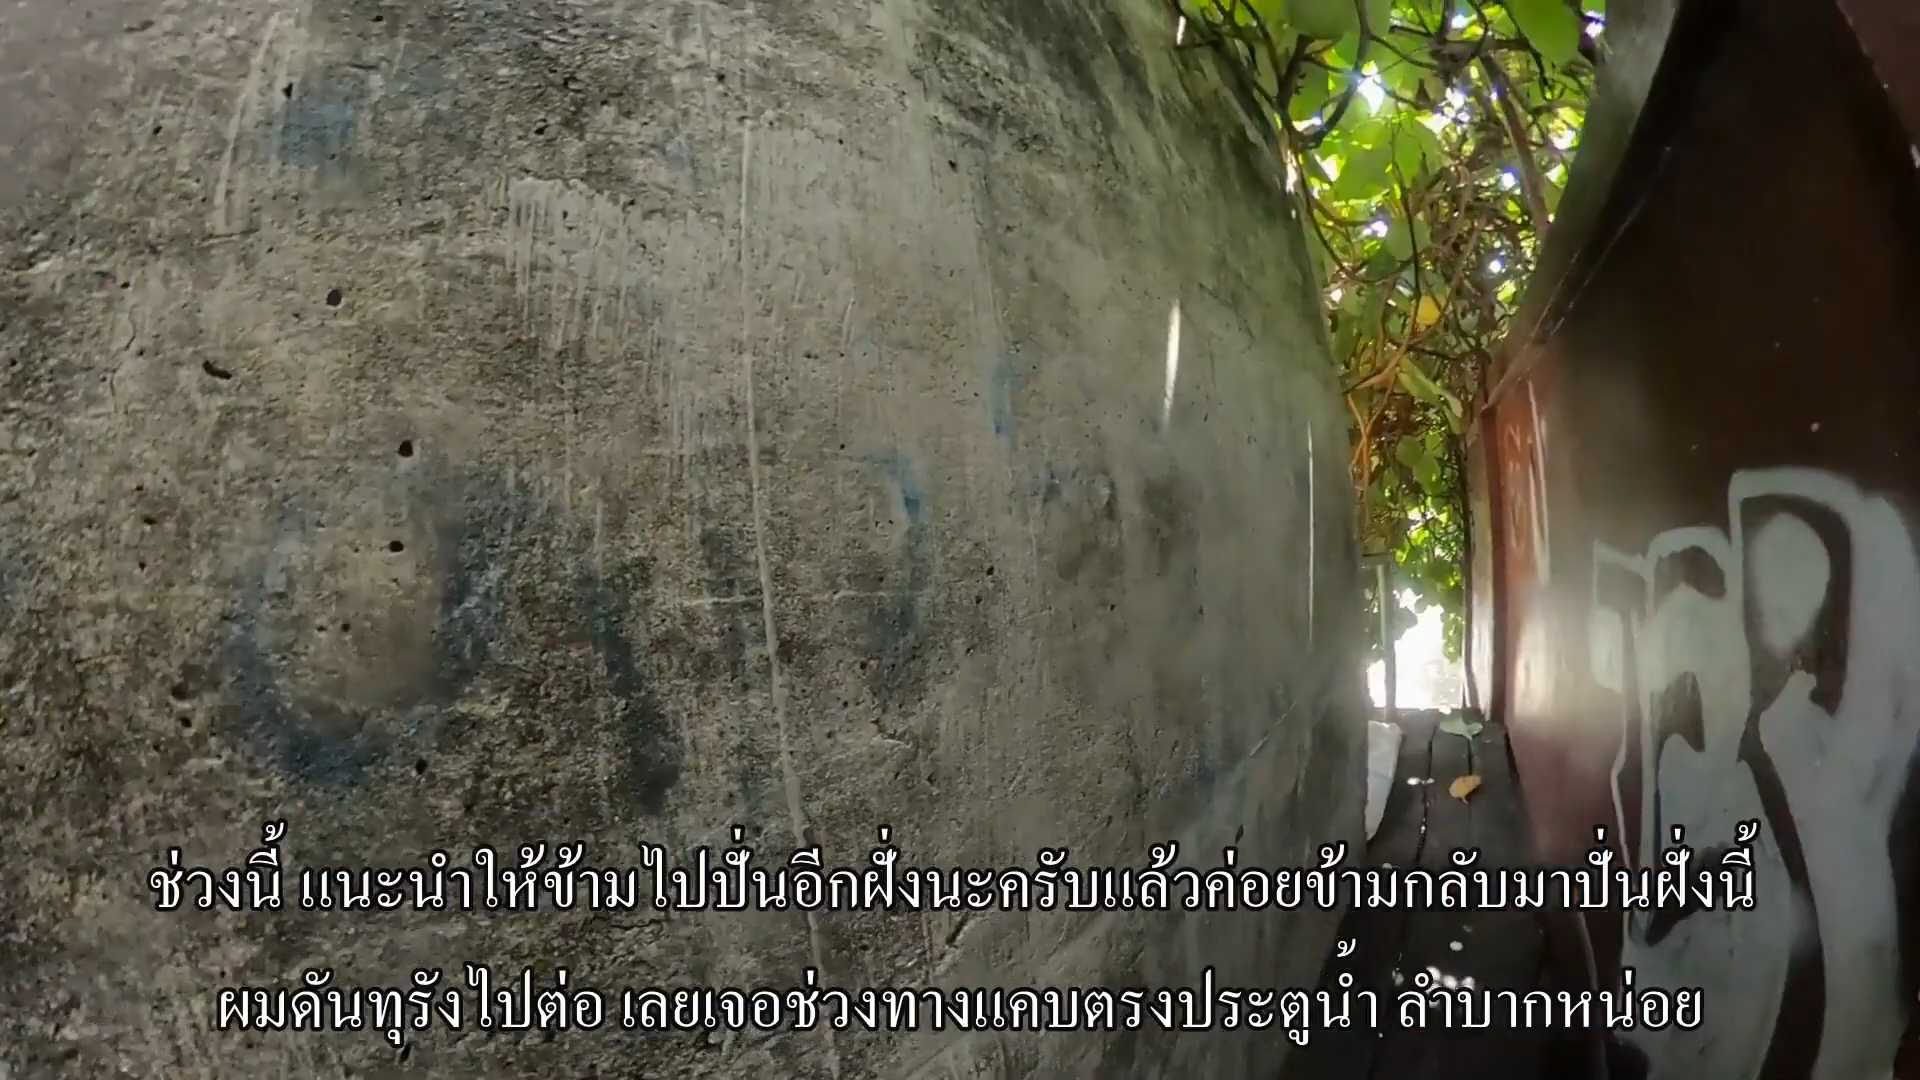 ช่วงนี้ แนะนำให้ข้ามไปปั่นอีกฝั่งนะครับแล้วค่อยข้ามกลับมาปั่นฝั่งนี้
ผมดันทุรังไปต่อ เลยเจอช่วงทางแคบตรงประตูน้ำ ลำบากหน่อย